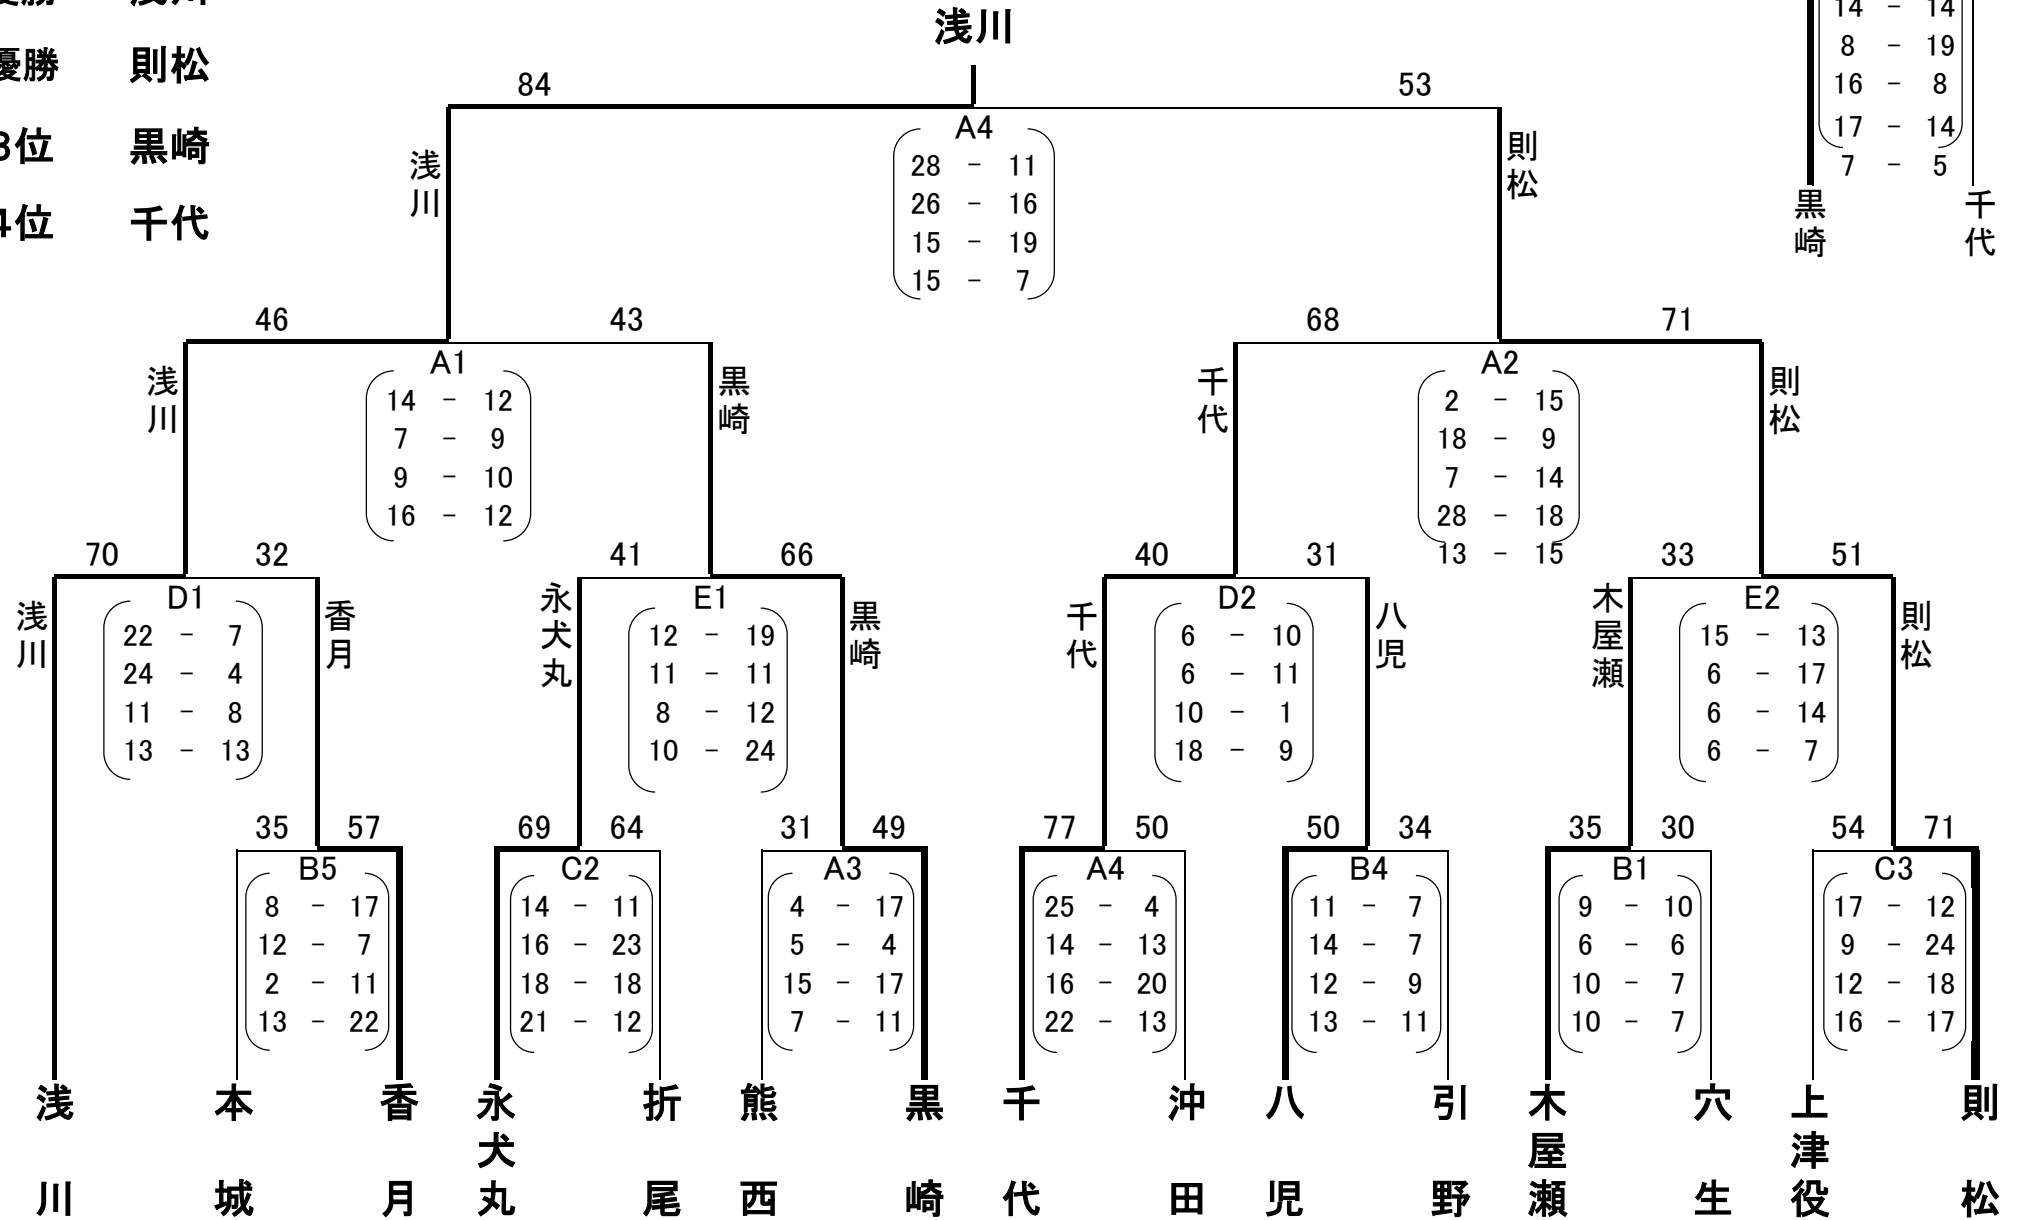 優勝 浅川
優勝 則松
3位 黒崎
4位 千代
浅川
14 - 14
8 - 19
16 - 8
17 - 14
7 - 5
黒崎
千代
84 53
浅川
則松
A4
28 - 11
26 - 16
15 - 19
15 - 7
46 43
浅川
黒崎
A1
14 - 12
7 - 9
9 - 10
16 - 12
68 71
千代
則松
A2
2 - 15
18 - 9
7 - 14
28 - 18
13 - 15
70 32
浅川
香月
D1
22 - 7
24 - 4
11 - 8
13 - 13
41 66
永犬丸
黒崎
E1
12 - 19
11 - 11
8 - 12
10 - 24
40 31
千代
八児
D2
6 - 10
6 - 11
10 - 1
18 - 9
33 51
木屋瀬
則松
E2
15 - 13
6 - 17
6 - 14
6 - 7
35 57
B5
8 - 17
12 - 7
2 - 11
13 - 22
69 64
C2
14 - 11
16 - 23
18 - 18
21 - 12
31 49
A3
4 - 17
5 - 4
15 - 17
7 - 11
77 50
A4
25 - 4
14 - 13
16 - 20
22 - 13
50 34
B4
11 - 7
14 - 7
12 - 9
13 - 11
35 30
B1
9 - 10
6 - 6
10 - 7
10 - 7
54 71
C3
17 - 12
9 - 24
12 - 18
16 - 17
浅川
本城
香月
永犬丸
折尾
熊西
黒崎
千代
沖田
八児
引野
木屋瀬
穴生
上津役
則松